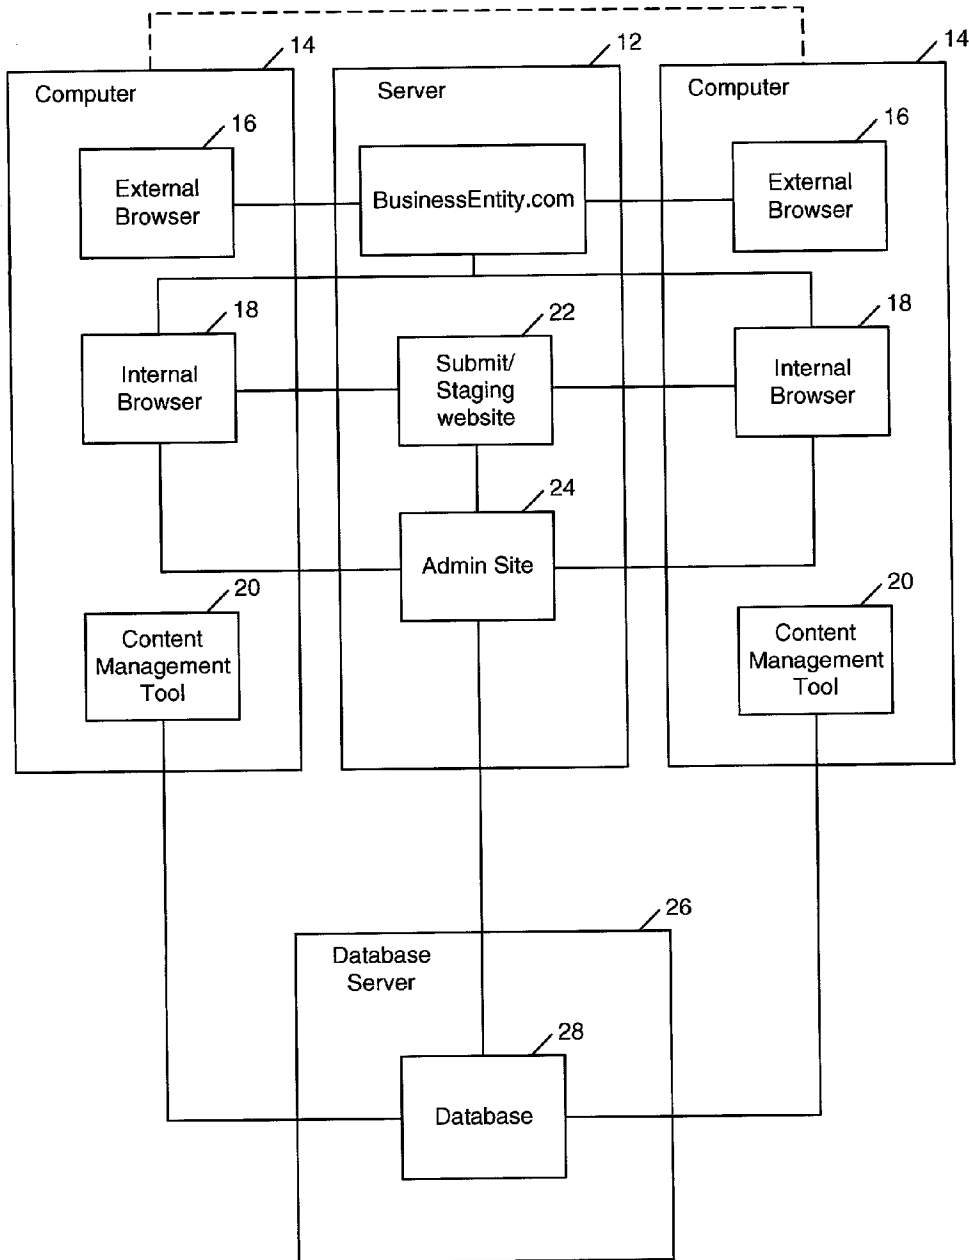 14
12
14
Computer
Server
Computer
16
16
External
Browser
BusinessEntity.com
External
Browser
18
22
18
Internal
Browser
Submit/
Staging
website
Internal
Browser
24
Admin Site
20
20
Content
Management
Tool
Content
Management
Tool
26
Database
Server
28
Database